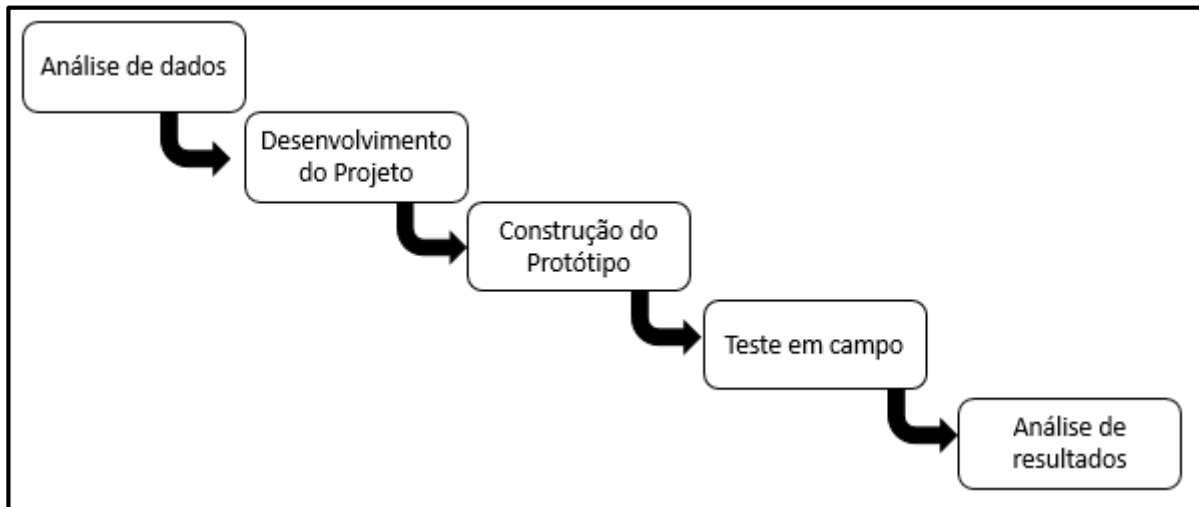 Análise de dados
Desenvolvimento
do Projeto
Construção do
Protótipo
Teste em campo
Análise de
resultados